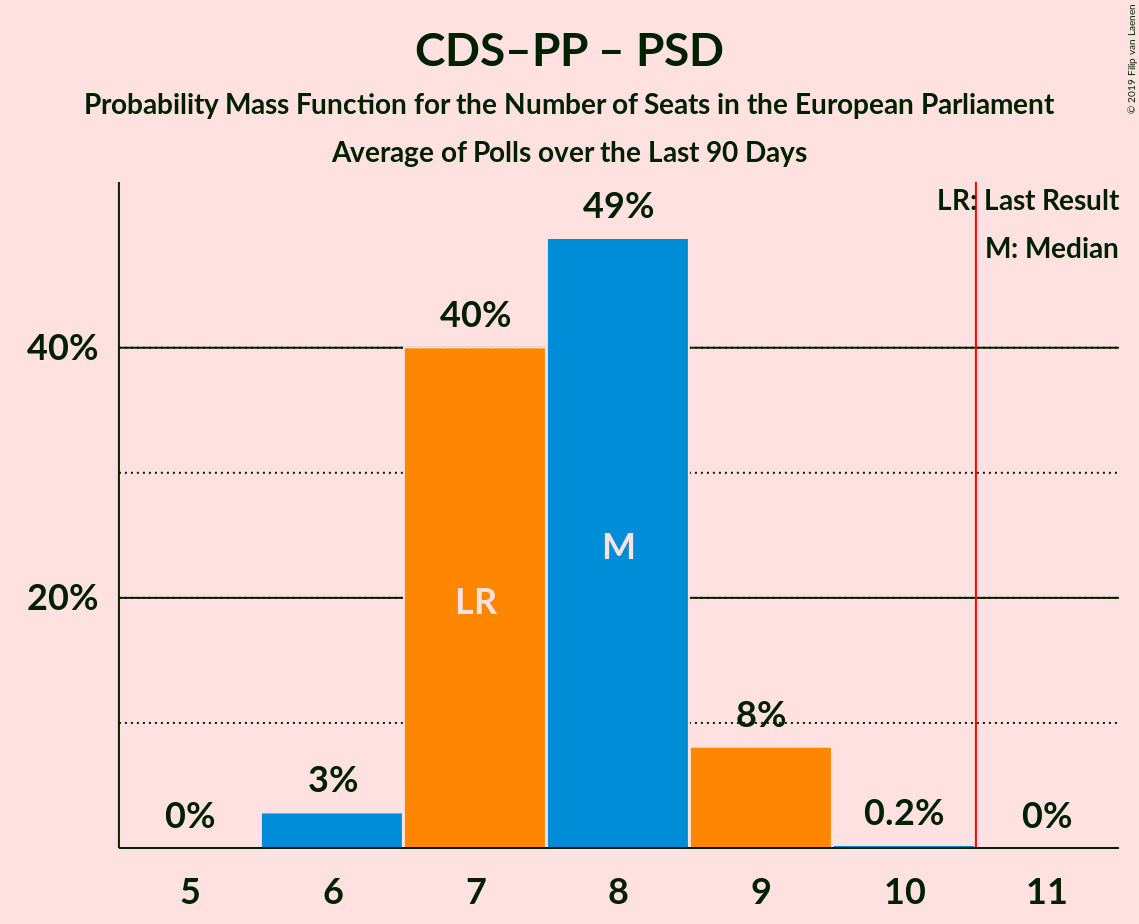 CDS–PP – PSD
Probability Mass Function for the Number of Seats in the European Parliament
Average of Polls over the Last 90 Days
© 2019 Filip van Laenen
LR: Last Result
M: Median
49%
40%
40%
M
LR
20%
8%
3%
0%
0.2%
0%
5 6 7 8 9 10 11